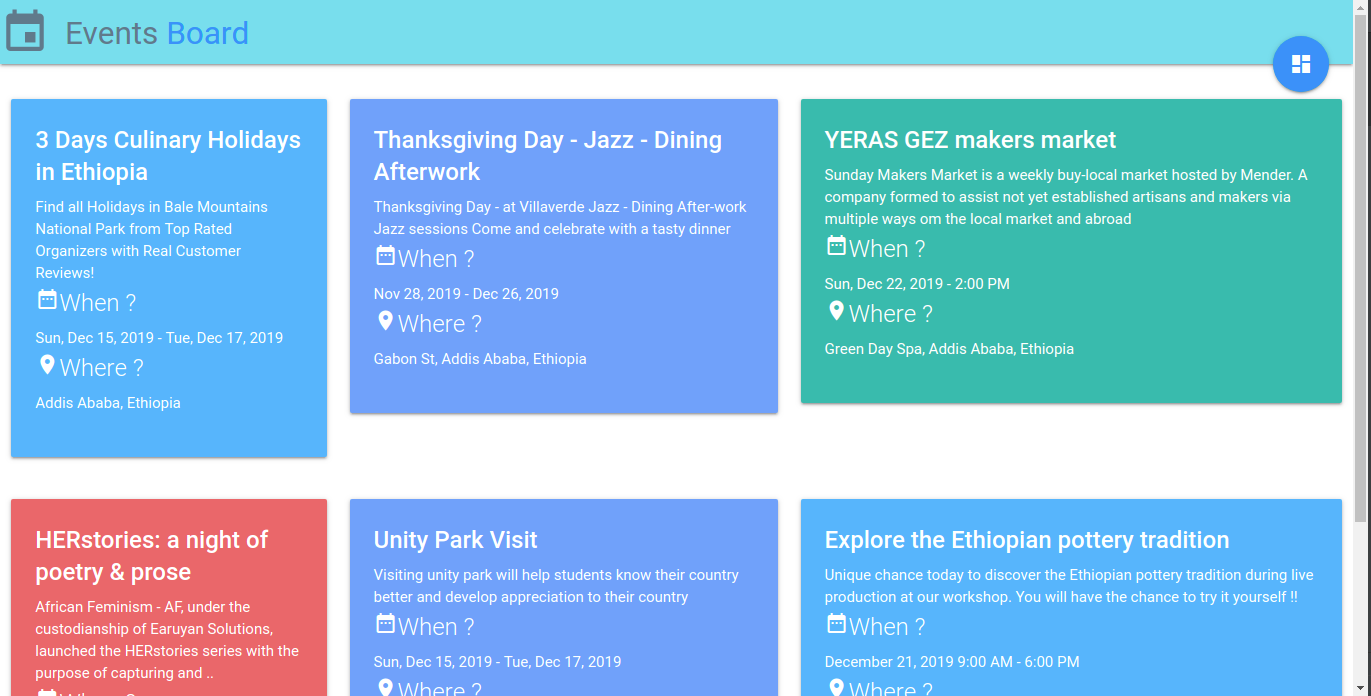 Events Board
3 Days Culinary Holidays
in Ethiopia
Find all Holidays in Bale Mountains
National Park from Top Rated
Organizers with Real Customer
Reviews!
When ?
Sun, Dec 15, 2019 - Tue, Dec 17, 2019
Where ?
Addis Ababa, Ethiopia
Thanksgiving Day - Jazz - Dining
Afterwork
Thanksgiving Day - at Villaverde Jazz - Dining After-work
Jazz sessions Come and celebrate with a tasty dinner
When ?
Nov 28, 2019 - Dec 26, 2019
Where ?
Gabon St, Addis Ababa, Ethiopia
YERAS GEZ makers market
Sunday Makers Market is a weekly buy-local market hosted by Mender. A
company formed to assist not yet established artisans and makers via
multiple ways om the local market and abroad
When ?
Sun, Dec 22, 2019 - 2:00 PM
Where ?
Green Day Spa, Addis Ababa, Ethiopia
HERstories: a night of
poetry & prose
African Feminism - AF, under the
custodianship of Earuyan Solutions,
launched the HERstories series with the
purpose of capturing and ..
Unity Park Visit
Visiting unity park will help students know their country
better and develop appreciation to their country
When ?
Sun, Dec 15, 2019 - Tue, Dec 17, 2019
Where ?
Explore the Ethiopian pottery tradition
Unique chance today to discover the Ethiopian pottery tradition during live
production at our workshop. You will have the chance to try it yourself !!
When ?
December 21, 2019 9:00 AM - 6:00 PM
Where ?